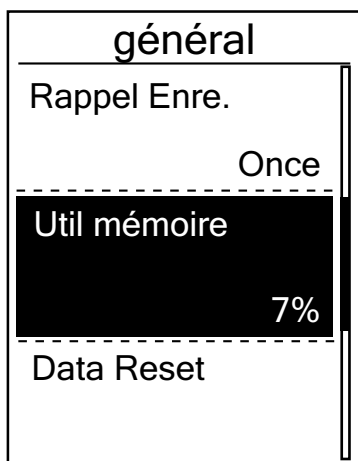 général
Rappel Enre.
Once
Util mémoire
7%
Data Reset